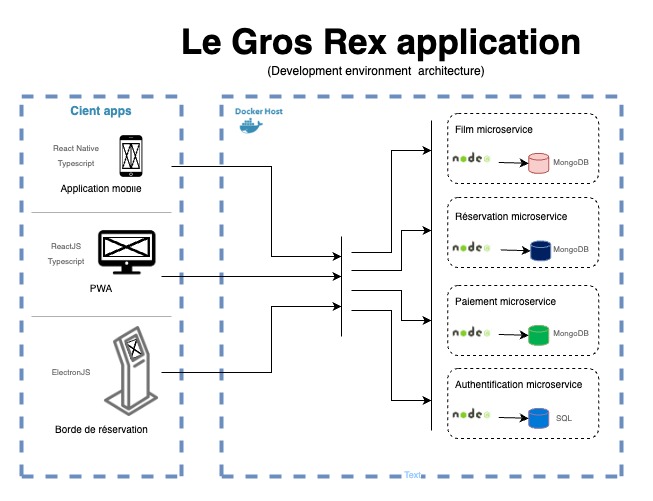 Le Gros Rex application
(Development environment architecture)
Cient apps
React Native
Typescript
Application mobile
ReactJS
Typescript
PWA
ElectronJS
Borde de réservation
Docker Host
Film microservice
node
MongoDB
Réservation microservice
node
MongoDB
Paiement microservice
node
MongoDB
Authentification microservice
node
SQL
Text